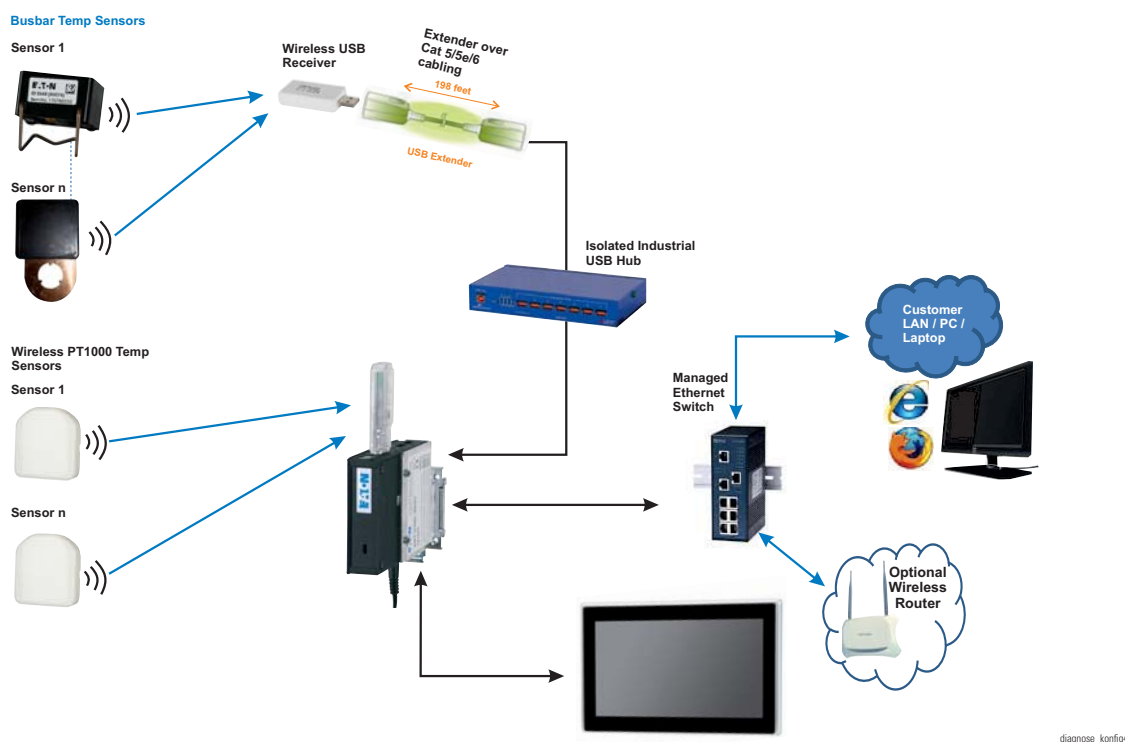 Busbar Temp Sensors
Sensor 1
E·T·N
Sensor n
Wireless USB
Receiver
Extender over
Cat 5/5e/6
cabling
198 feet
USB Extender
Isolated Industrial
USB Hub
Wireless PT1000 Temp
Sensors
Sensor 1
Sensor n
Managed
Ethernet
Switch
Customer
LAN / PC /
Laptop
Optional
Wireless
Router